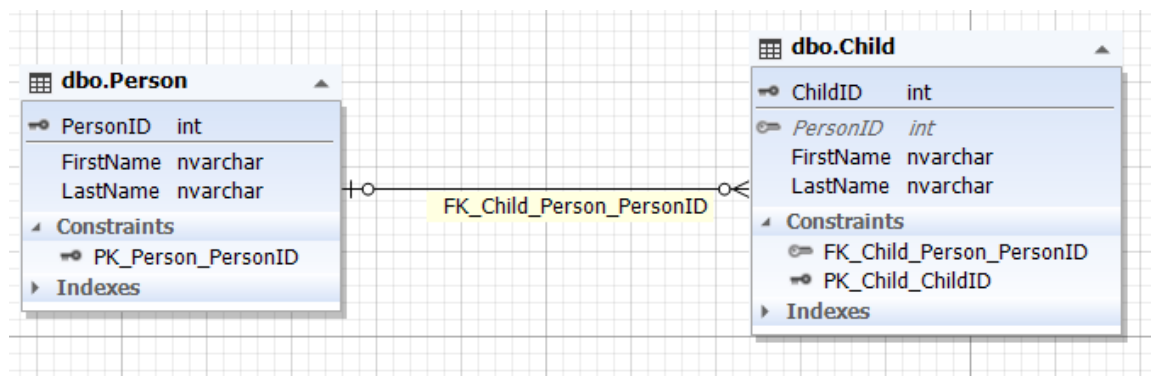 dbo.Person
PersonID int
FirstName nvarchar
LastName nvarchar
Constraints
PK_Person_PersonID
Indexes
FK_Child_Person_PersonID
dbo.Child
ChildID int
PersonID int
FirstName nvarchar
LastName nvarchar
Constraints
FK_Child_Person_PersonID
PK_Child_ChildID
Indexes